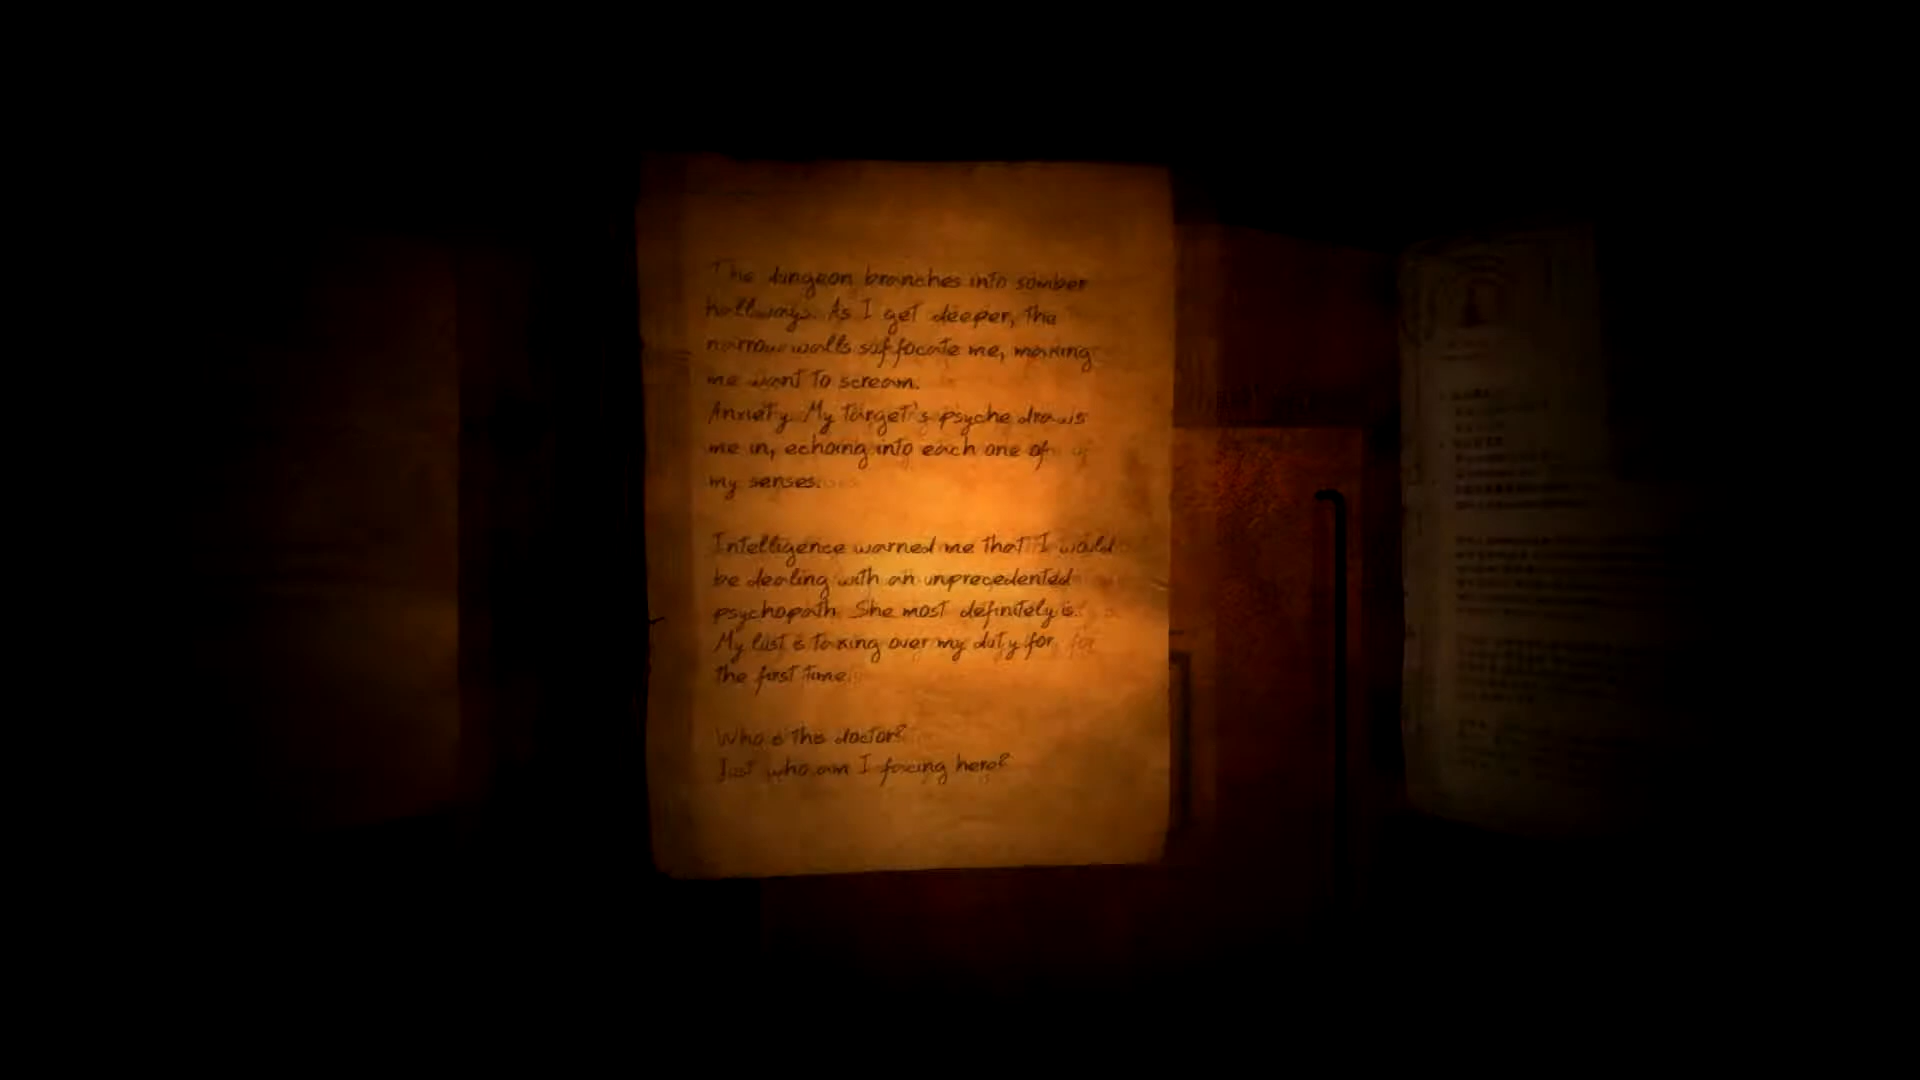 The dungeon branches into somber
hallways. As I get deeper, the
narrow walls suffocate me, making
me want to scream.
Anxiety. My target's psyche draws
me in, echoing into each one of
my senses.
Intelligence warned me that I would
be dealing with an unprecedented
psychopath. She most definitely is.
My lust is taking over my duty for
the first time.
Who is this doctor?
Just who am I facing here?